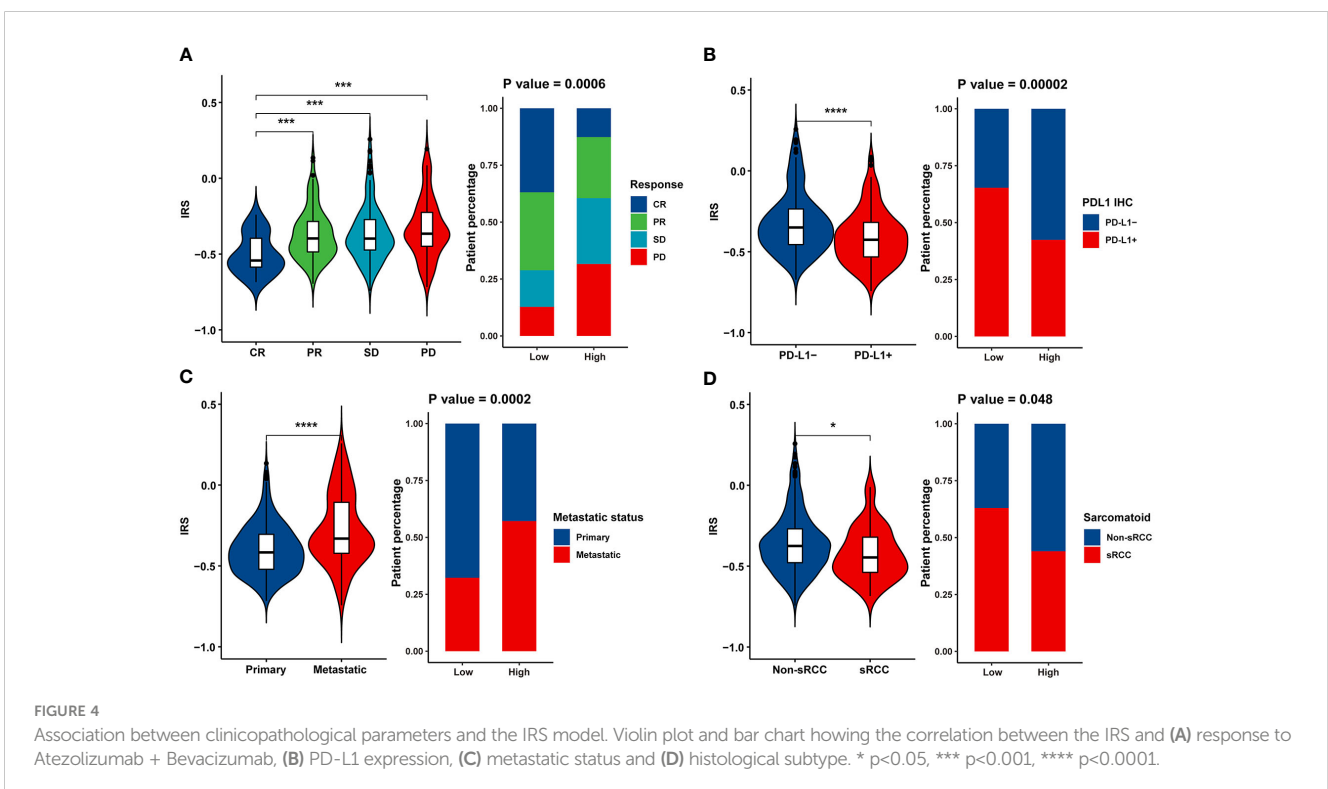 A
IRS
0.5
0.0
−0.5
−1.0
***
***
***
CR PR SD PD
P value = 0.0006
Patient percentage
1.00
0.75
0.50
0.25
0.00
Low High
Response
CR
PR
SD
PD
B
IRS
0.5
0.0
−0.5
−1.0
****
PD-L1− PD-L1+
P value = 0.00002
Patient percentage
1.00
0.75
0.50
0.25
0.00
Low High
PDL1 IHC
PD-L1−
PD-L1+
C
IRS
0.5
0.0
−0.5
−1.0
****
Primary Metastatic
P value = 0.0002
Patient percentage
1.00
0.75
0.50
0.25
0.00
Low High
Metastatic status
Primary
Metastatic
D
IRS
0.5
0.0
−0.5
−1.0
*
Non-sRCC sRCC
P value = 0.048
Patient percentage
1.00
0.75
0.50
0.25
0.00
Low High
Sarcomatoid
Non-sRCC
sRCC
FIGURE 4
Association between clinicopathological parameters and the IRS model. Violin plot and bar chart howing the correlation between the IRS and (A) response to
Atezolizumab + Bevacizumab, (B) PD-L1 expression, (C) metastatic status and (D) histological subtype. * p<0.05, *** p<0.001, **** p<0.0001.